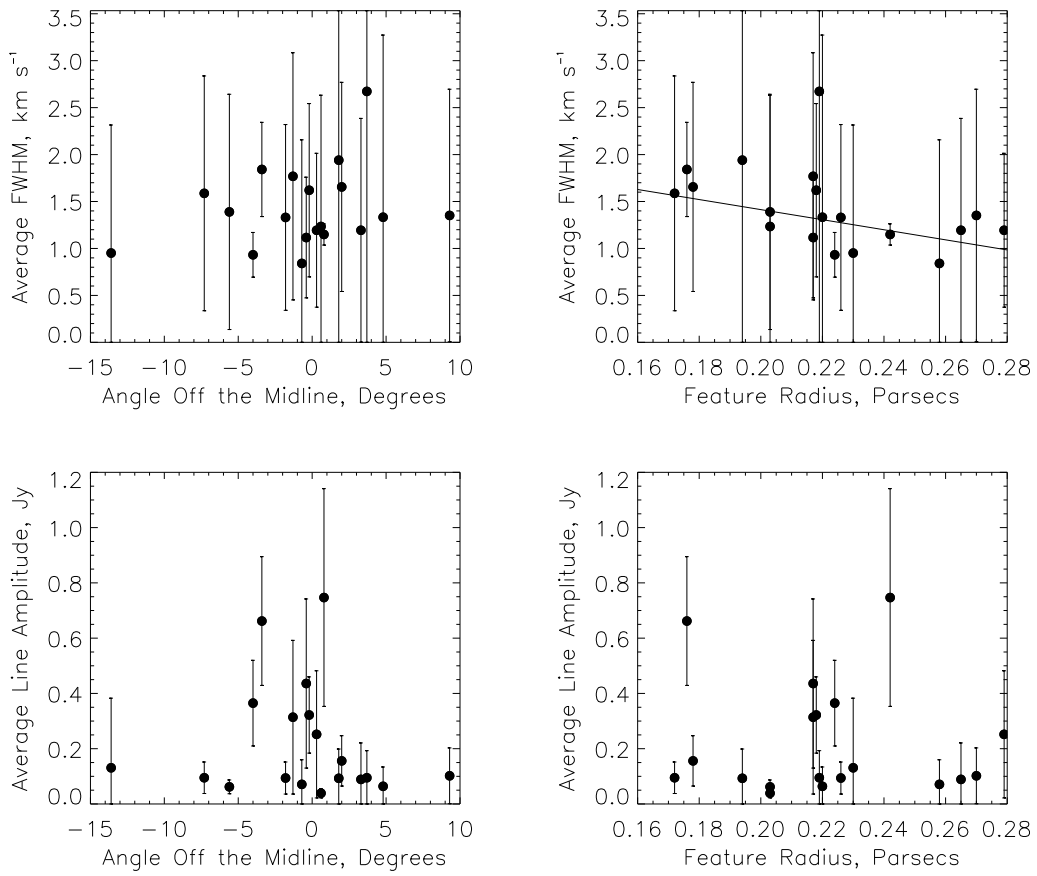 3.5
3.0
2.5
2.0
1.5
1.0
0.5
0.0
Average FWHM, km s⁻¹
−15 −10 −5 0 5 10
Angle Off the Midline, Degrees
3.5
3.0
2.5
2.0
1.5
1.0
0.5
0.0
Average FWHM, km s⁻¹
0.16 0.18 0.20 0.22 0.24 0.26 0.28
Feature Radius, Parsecs
1.2
1.0
0.8
0.6
0.4
0.2
0.0
Average Line Amplitude, Jy
−15 −10 −5 0 5 10
Angle Off the Midline, Degrees
1.2
1.0
0.8
0.6
0.4
0.2
0.0
Average Line Amplitude, Jy
0.16 0.18 0.20 0.22 0.24 0.26 0.28
Feature Radius, Parsecs